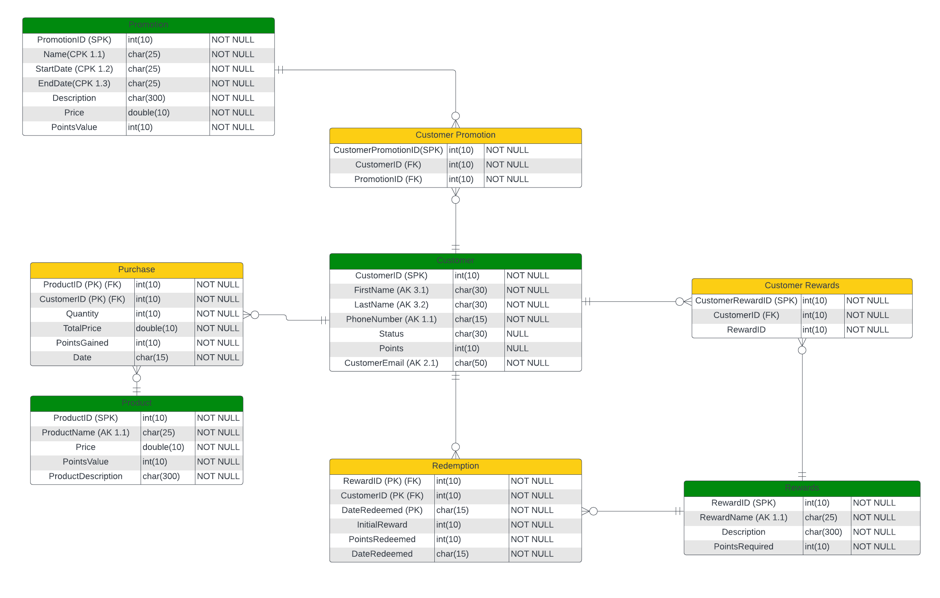 Promotion
PromotionID (SPK) int(10) NOT NULL
Name(CPK 1.1) char(25) NOT NULL
StartDate (CPK 1.2) char(25) NOT NULL
EndDate(CPK 1.3) char(25) NOT NULL
Description char(300) NOT NULL
Price double(10) NOT NULL
PointsValue int(10) NOT NULL
Customer Promotion
CustomerPromotionID(SPK) int(10) NOT NULL
CustomerID (FK) int(10) NOT NULL
PromotionID (FK) int(10) NOT NULL
Purchase
ProductID (PK) (FK) int(10) NOT NULL
CustomerID (PK) (FK) int(10) NOT NULL
Quantity int(10) NOT NULL
TotalPrice double(10) NOT NULL
PointsGained int(10) NOT NULL
Date char(15) NOT NULL
Customer
CustomerID (SPK) int(10) NOT NULL
FirstName (AK 3.1) char(30) NOT NULL
LastName (AK 3.2) char(30) NOT NULL
PhoneNumber (AK 1.1) char(15) NOT NULL
Status char(30) NULL
Points int(10) NULL
CustomerEmail (AK 2.1) char(50) NOT NULL
Customer Rewards
CustomerRewardID (SPK) int(10) NOT NULL
CustomerID (FK) int(10) NOT NULL
RewardID int(10) NOT NULL
Product
ProductID (SPK) int(10) NOT NULL
ProductName (AK 1.1) char(25) NOT NULL
Price double(10) NOT NULL
PointsValue int(10) NOT NULL
ProductDescription char(300) NOT NULL
Redemption
RewardID (PK) (FK) int(10) NOT NULL
CustomerID (PK (FK) int(10) NOT NULL
DateRedeemed (PK) char(15) NOT NULL
InitialReward int(10) NOT NULL
PointsRedeemed int(10) NOT NULL
DateRedeemed char(15) NOT NULL
Rewards
RewardID (SPK) int(10) NOT NULL
RewardName (AK 1.1) char(25) NOT NULL
Description char(300) NOT NULL
PointsRequired int(10) NOT NULL